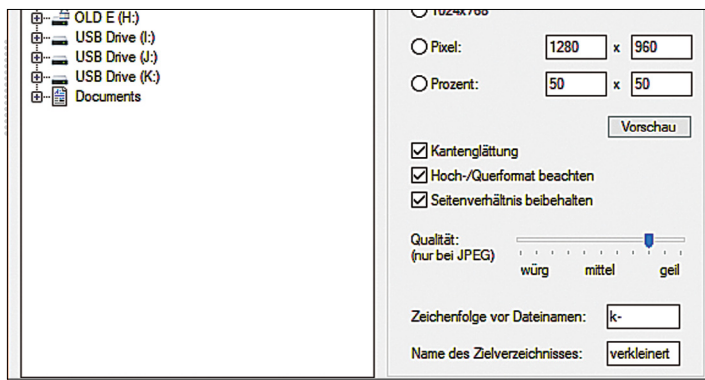 OLD E (H:)
USB Drive (I:)
USB Drive (J:)
USB Drive (K:)
Documents
1024x768
Pixel: 1280 x 960
Prozent: 50 x 50
Vorschau
Kantenglättung
Hoch-/Querformat beachten
Seitenverhältnis beibehalten
Qualität:
(nur bei JPEG)
würg mittel geil
Zeichenfolge vor Dateinamen: k-
Name des Zielverzeichnisses: verkleinert